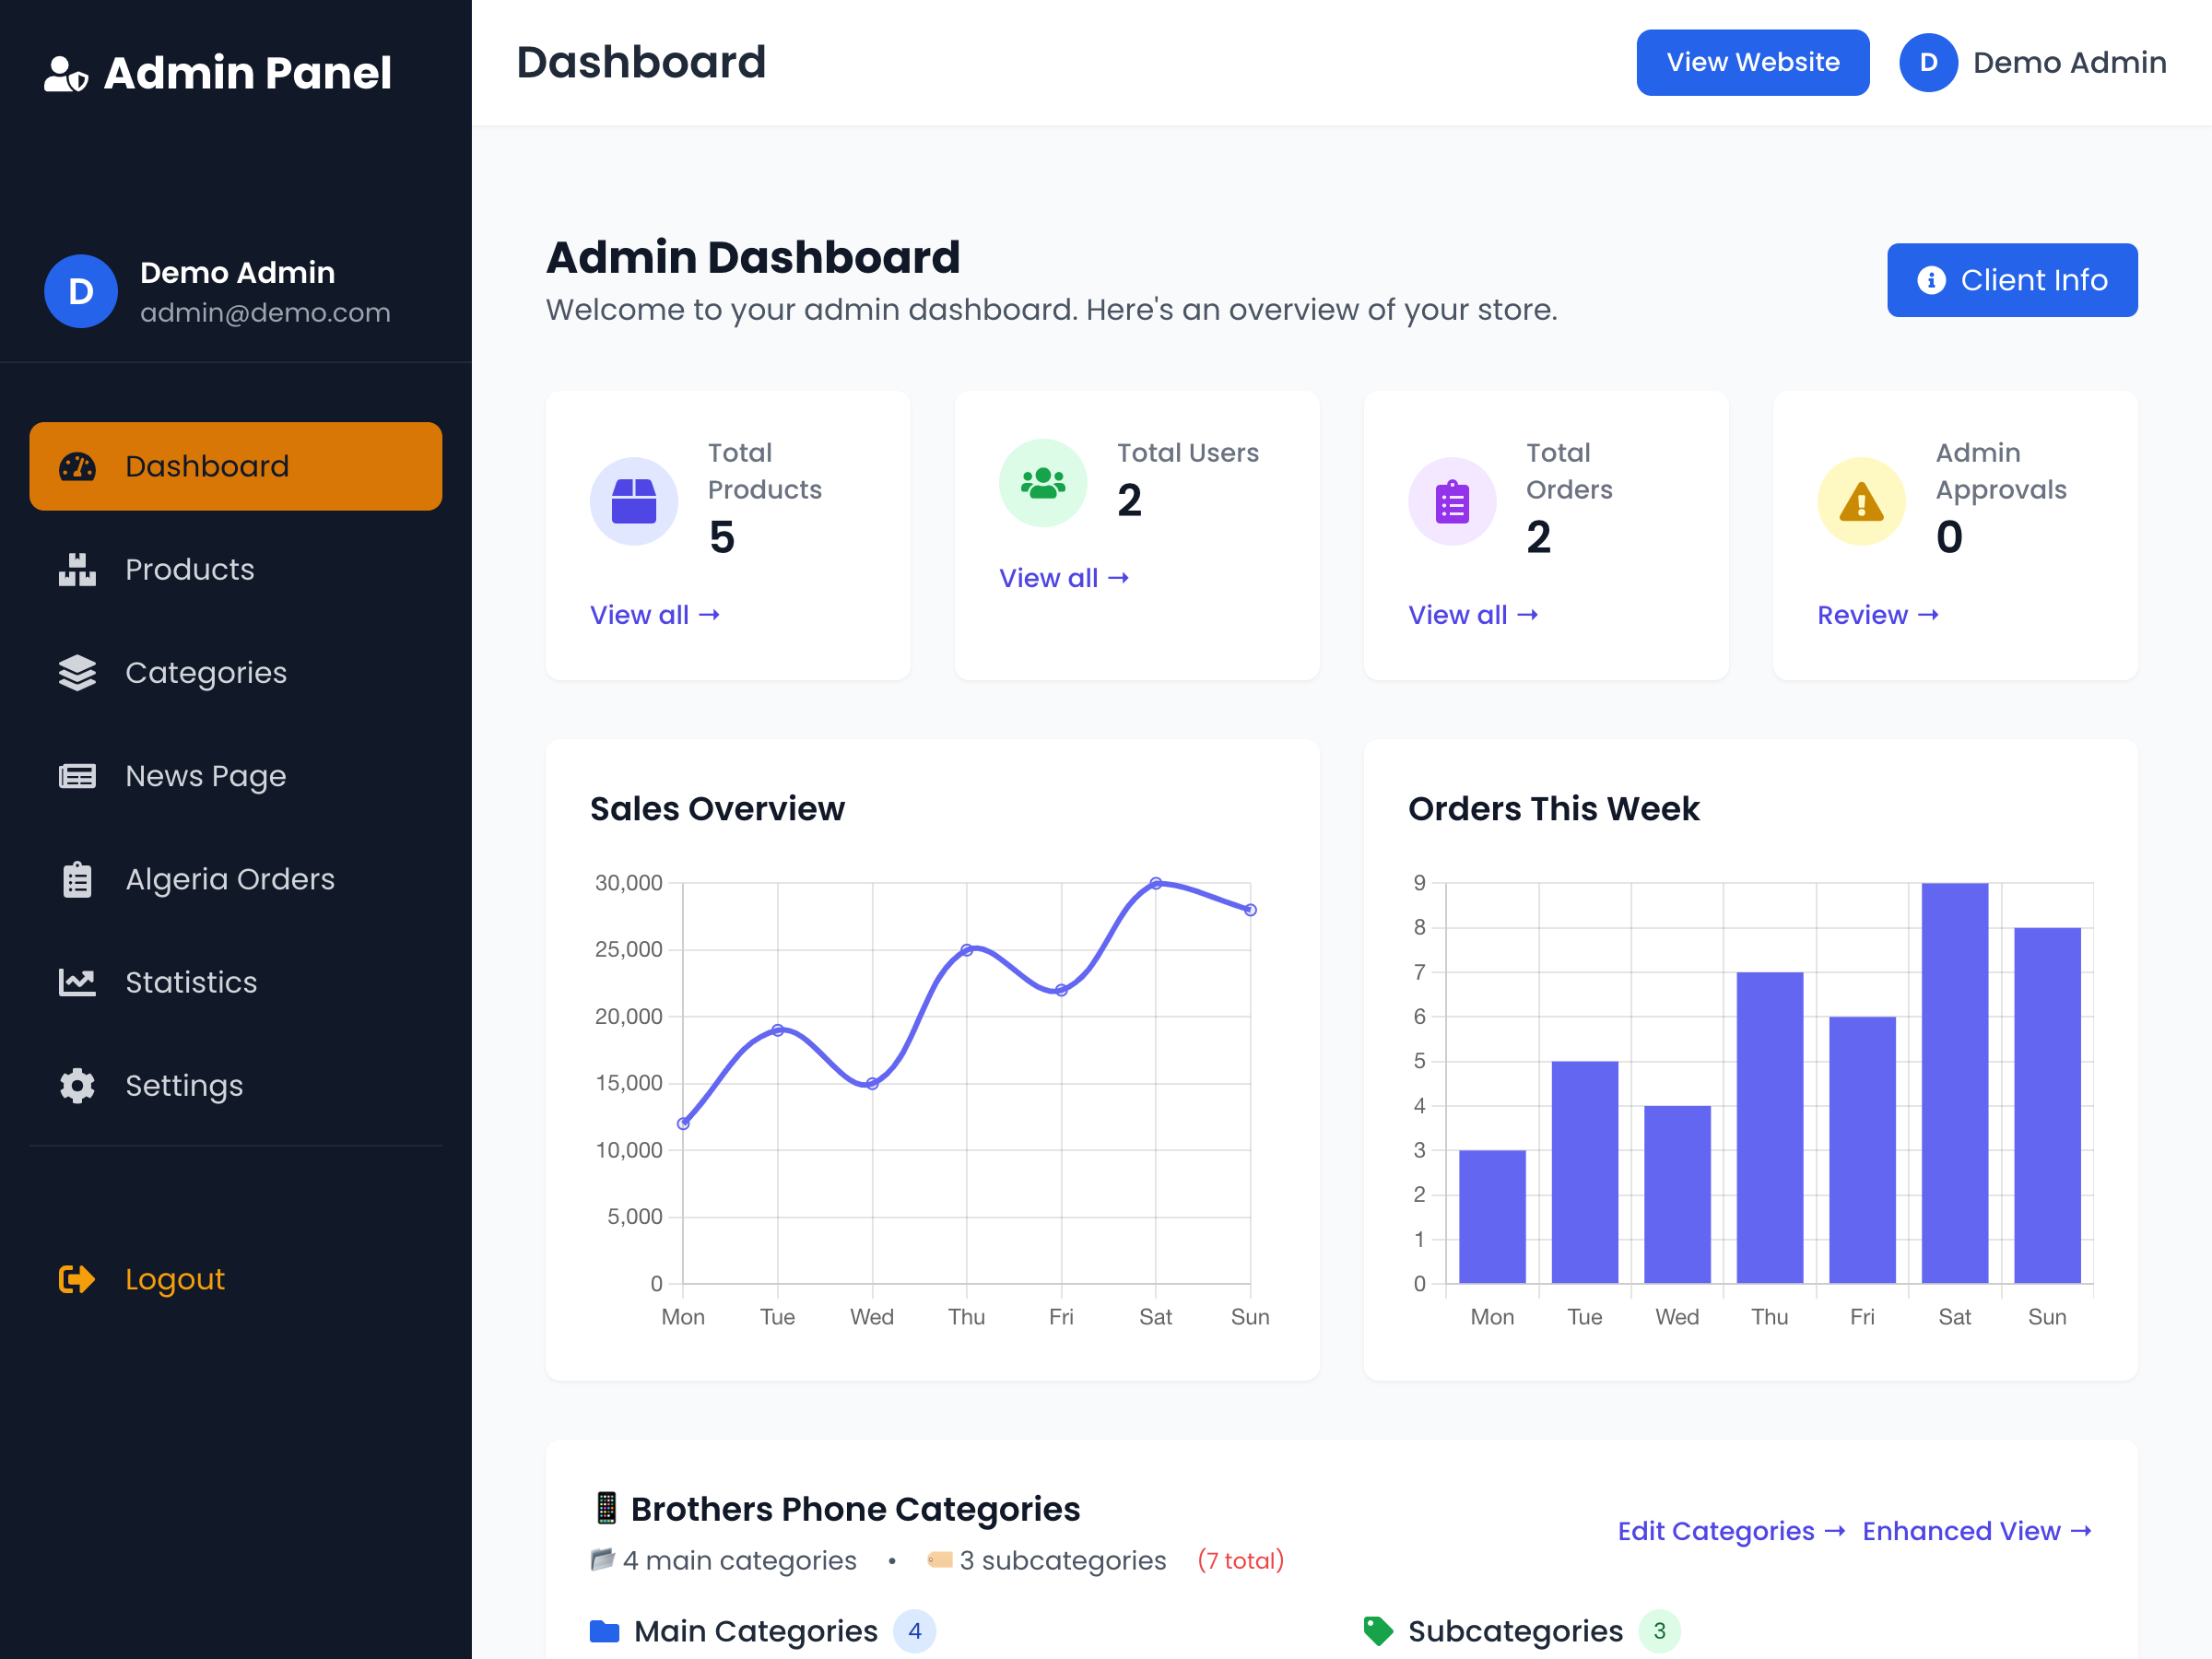 Admin Panel
D
Demo Admin
admin@demo.com
Dashboard
Products
Categories
News Page
Algeria Orders
Statistics
Settings
Logout
Dashboard
View Website
D
Demo Admin
Admin Dashboard
Welcome to your admin dashboard. Here's an overview of your store.
Client Info
Total
Products
5
View all →
Total Users
2
View all →
Total
Orders
2
View all →
Admin
Approvals
0
Review →
Sales Overview
30,000
25,000
20,000
15,000
10,000
5,000
0
Mon Tue Wed Thu Fri Sat Sun
Orders This Week
9
8
7
6
5
4
3
2
1
0
Mon Tue Wed Thu Fri Sat Sun
Brothers Phone Categories
4 main categories • 3 subcategories (7 total)
Edit Categories → Enhanced View →
Main Categories 4
Subcategories 3